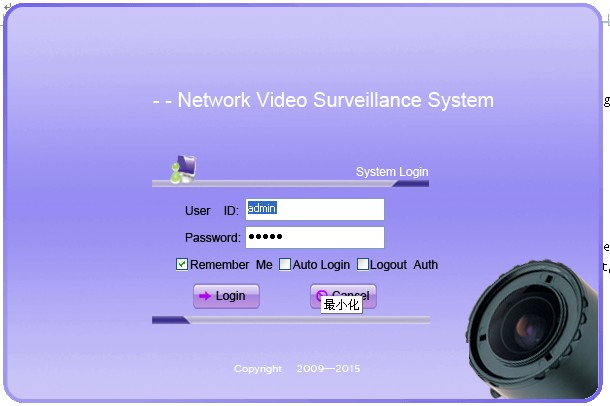 - - Network Video Surveillance System
System Login
User ID: admin
Password: •••••
Remember Me Auto Login Logout Auth
Login Cancel
最小化
Copyright 2009—2015